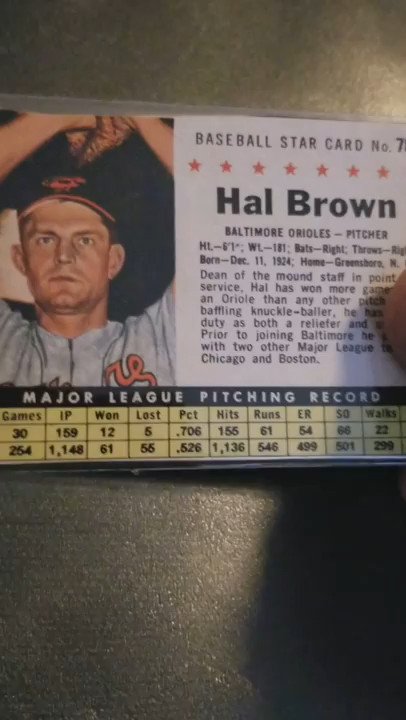 BASEBALL STAR CARD No.
Hal Brown
BALTIMORE ORIOLES — PITCHER
Ht.—6'1"; Wt.—181; Bats—Right; Throws—Rig
Born—Dec. 11, 1924; Home—Greensboro, N.
Dean of the mound staff in point
service, Hal has won more game
an Oriole than any other pitch
baffling knuckle-baller, he has
duty as both a reliever and
Prior to joining Baltimore he
with two other Major League
Chicago and Boston.
MAJOR LEAGUE PITCHING RECORD
Games IP Won Lost Pct Hits Runs ER SO Walks
30 159 12 5 .706 155 61 54 66 22
254 1,148 61 55 .526 1,136 546 499 501 299